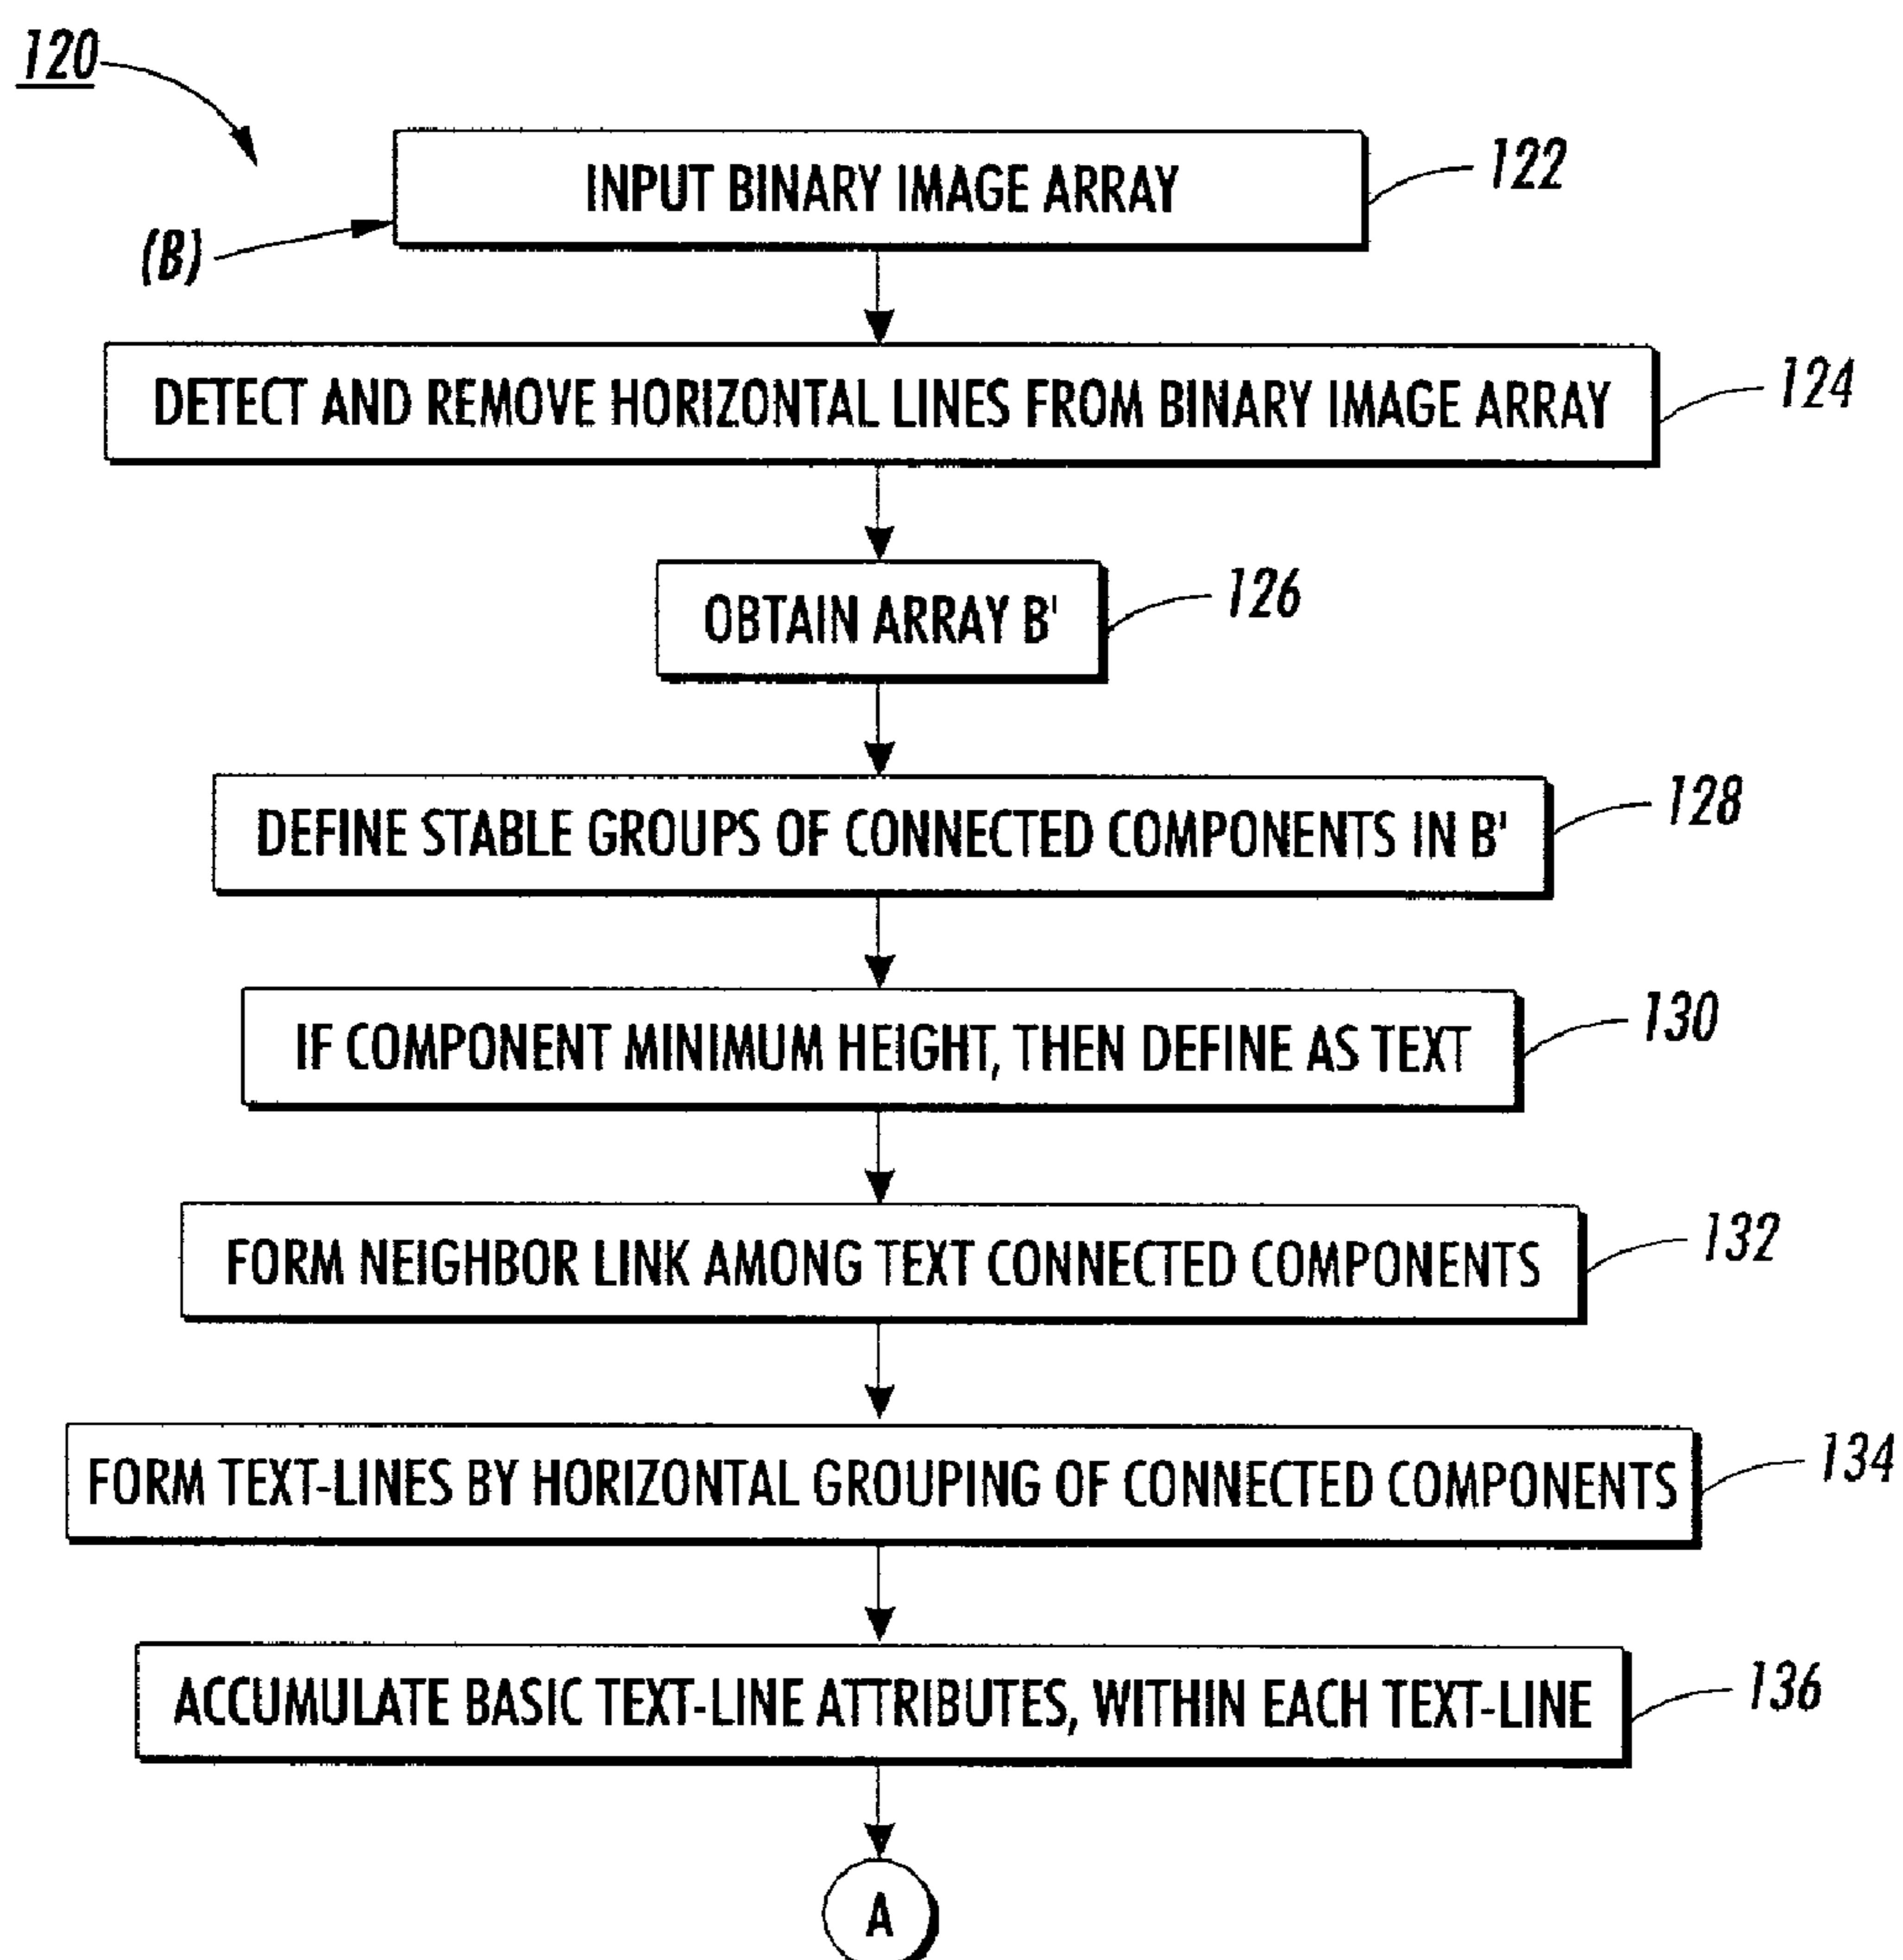 120
INPUT BINARY IMAGE ARRAY
122
(B)
DETECT AND REMOVE HORIZONTAL LINES FROM BINARY IMAGE ARRAY
124
OBTAIN ARRAY B'
126
DEFINE STABLE GROUPS OF CONNECTED COMPONENTS IN B'
128
IF COMPONENT MINIMUM HEIGHT, THEN DEFINE AS TEXT
130
FORM NEIGHBOR LINK AMONG TEXT CONNECTED COMPONENTS
132
FORM TEXT-LINES BY HORIZONTAL GROUPING OF CONNECTED COMPONENTS
134
ACCUMULATE BASIC TEXT-LINE ATTRIBUTES, WITHIN EACH TEXT-LINE
136
A